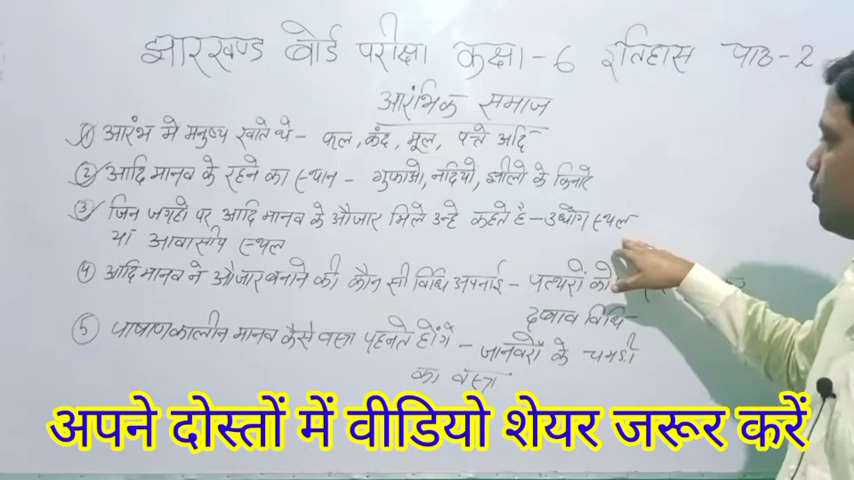 झारखण्ड बोर्ड परीक्षा कक्षा-6 इतिहास पाठ-2
आरंभिक समाज
① आरंभ मे मनुष्य खाते थे- फल, कंद, मूल, पत्ते आदि
② आदि मानव के रहने का स्थान - गुफाओ, नदियो, झीलो के किनारे
③ जिन जगहो पर आदि मानव के औजार मिले उन्हे कहते है-उद्योग स्थल
या आवासीय स्थल
④ आदिमानव ने औजार बनाने की कौन सी विधि अपनाई - पत्थरों को
दबाव विधि-
⑤ पाषाणकालीन मानव कैसे वस्त्र पहनते होंगे - जानवरों के चमड़ी
का वस्त्र
अपने दोस्तों में वीडियो शेयर जरूर करें